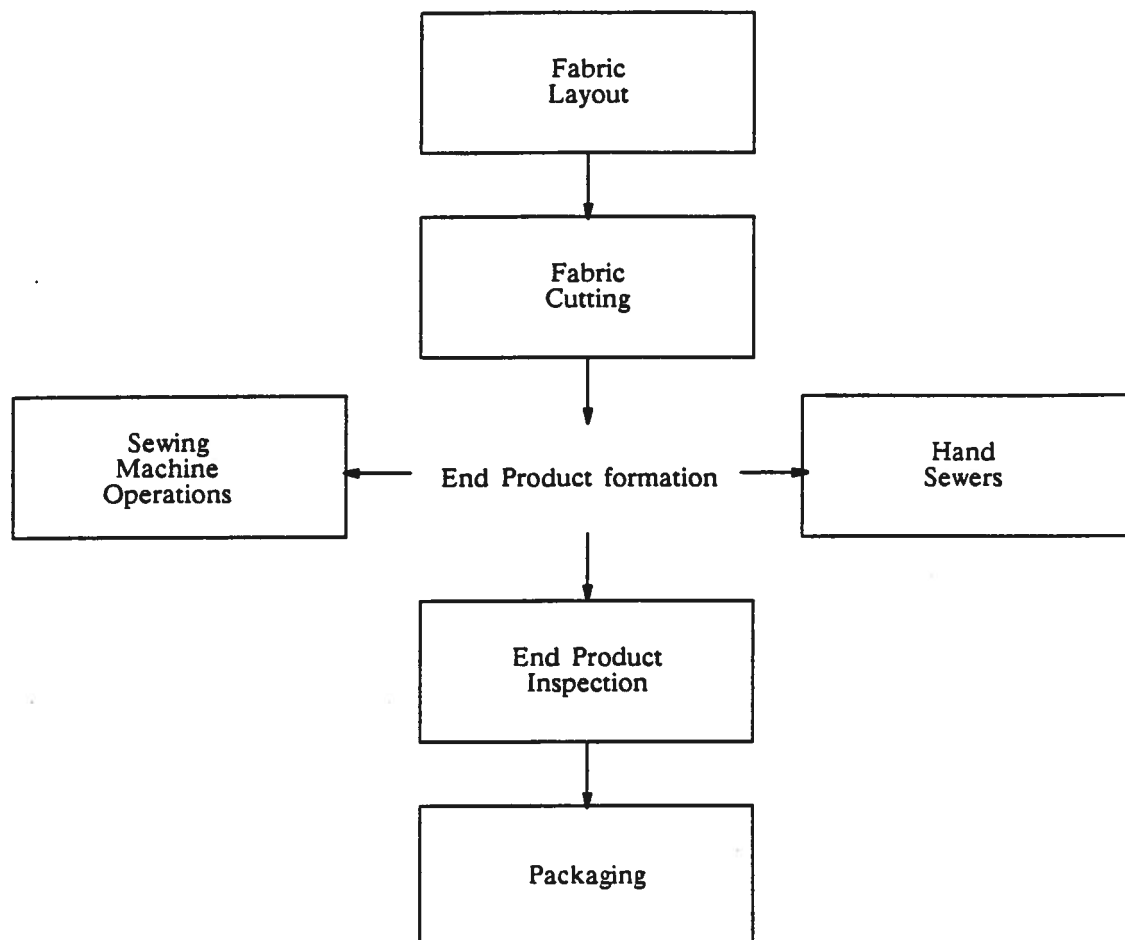 Fabric
Layout
Fabric
Cutting
Sewing
Machine
Operations
End Product formation
Hand
Sewers
End Product
Inspection
Packaging